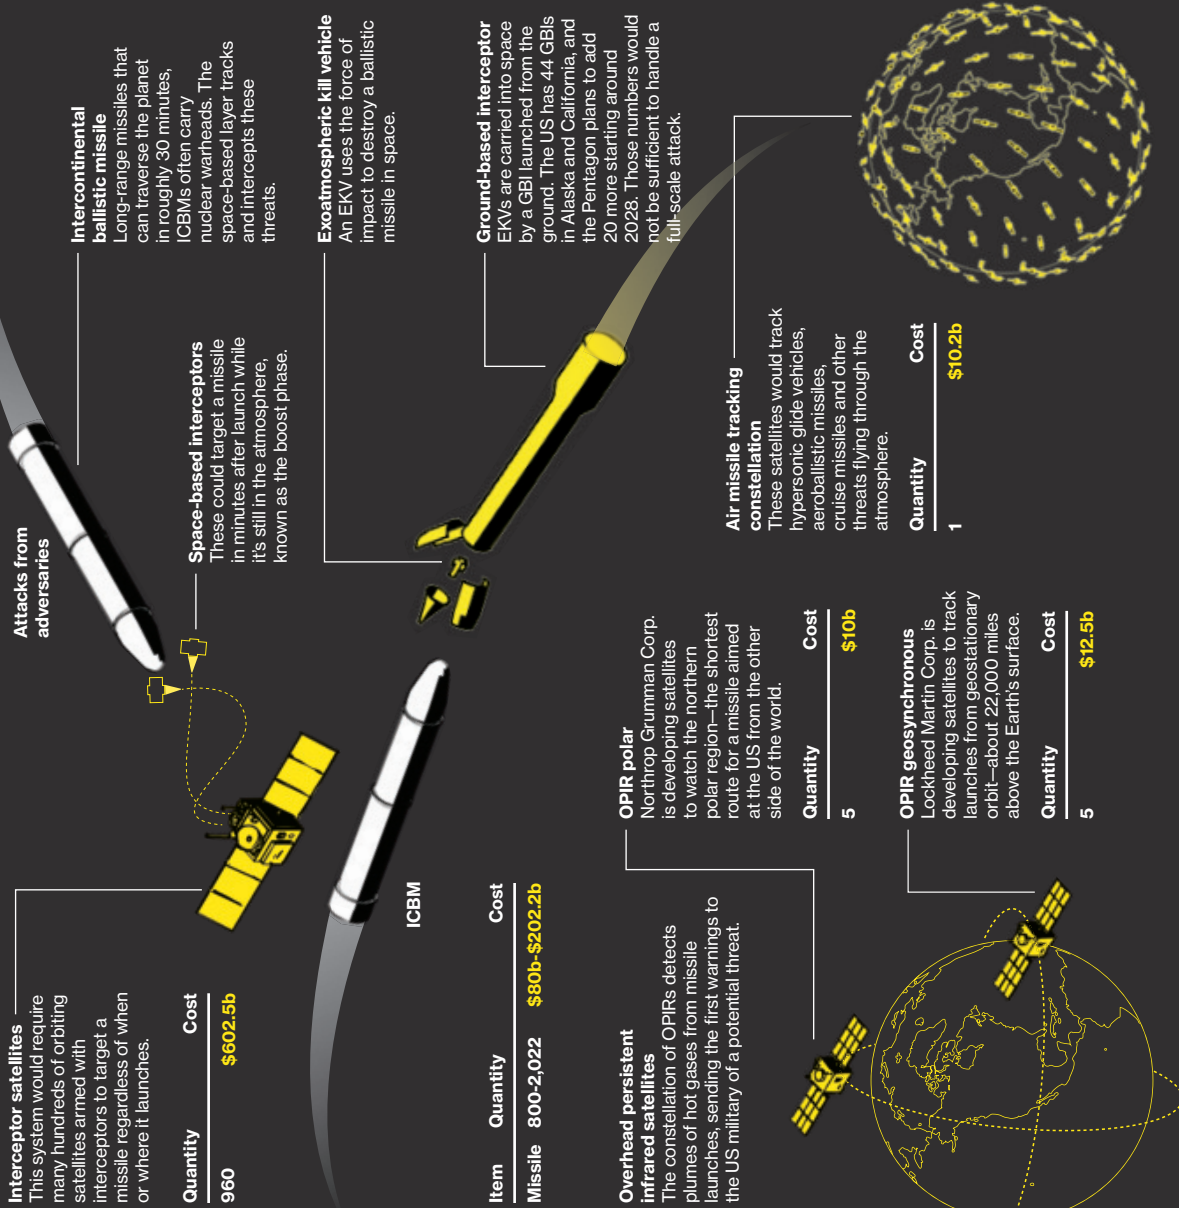 Attacks from
adversaries
Intercontinental
ballistic missile
Long-range missiles that
can traverse the planet
in roughly 30 minutes,
ICBMs often carry
nuclear warheads. The
space-based layer tracks
and intercepts these
threats.
Interceptor satellites
This system would require
many hundreds of orbiting
satellites armed with
interceptors to target a
missile regardless of when
or where it launches.
Quantity Cost
960 $602.5b
Space-based interceptors
These could target a missile
in minutes after launch while
it's still in the atmosphere,
known as the boost phase.
Exoatmospheric kill vehicle
An EKV uses the force of
impact to destroy a ballistic
missile in space.
ICBM
Item Quantity Cost
Missile 800-2,022 $80b-$202.2b
Ground-based interceptor
EKVs are carried into space
by a GBI launched from the
ground. The US has 44 GBIs
in Alaska and California, and
the Pentagon plans to add
20 more starting around
2028. Those numbers would
not be sufficient to handle a
full-scale attack.
Overhead persistent
infrared satellites
The constellation of OPIRs detects
plumes of hot gases from missile
launches, sending the first warnings to
the US military of a potential threat.
OPIR polar
Northrop Grumman Corp.
is developing satellites
to watch the northern
polar region—the shortest
route for a missile aimed
at the US from the other
side of the world.
Quantity Cost
5 $10b
OPIR geosynchronous
Lockheed Martin Corp. is
developing satellites to track
launches from geostationary
orbit—about 22,000 miles
above the Earth's surface.
Quantity Cost
5 $12.5b
Air missile tracking
constellation
These satellites would track
hypersonic glide vehicles,
aeroballistic missiles,
cruise missiles and other
threats flying through the
atmosphere.
Quantity Cost
1 $10.2b